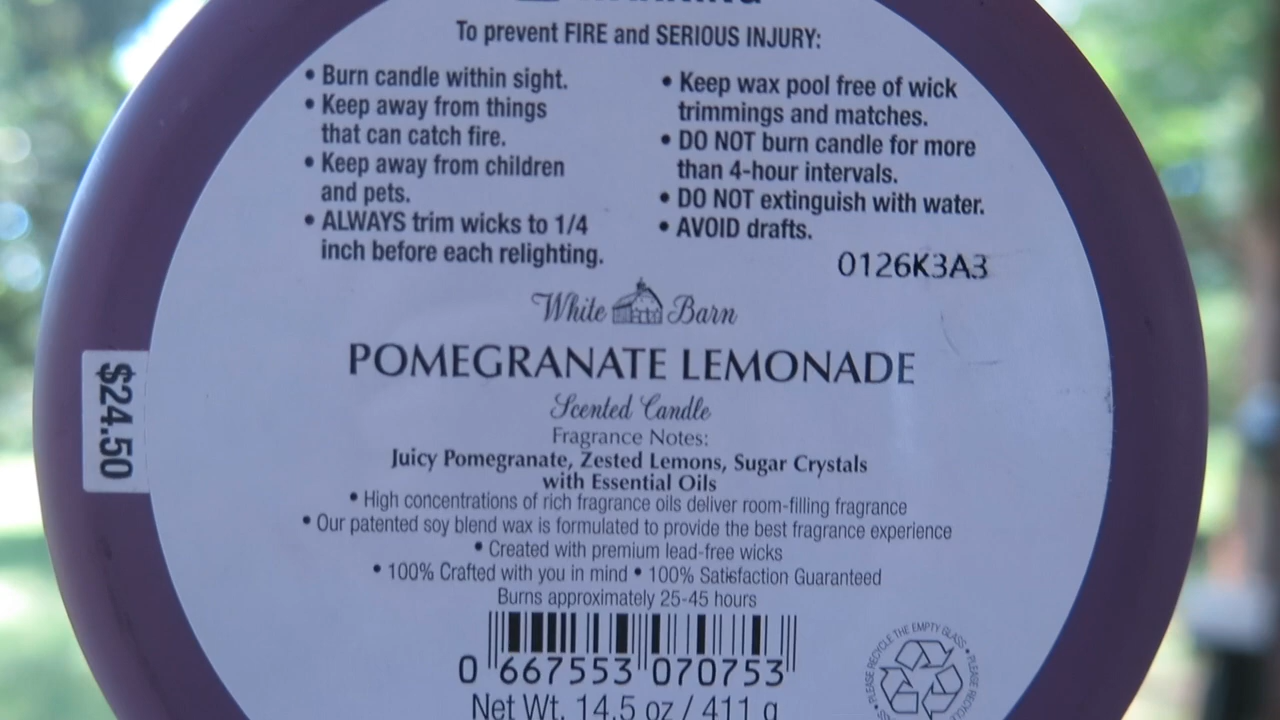 To prevent FIRE and SERIOUS INJURY:
• Burn candle within sight.
• Keep away from things
that can catch fire.
• Keep away from children
and pets.
• ALWAYS trim wicks to 1/4
inch before each relighting.
• Keep wax pool free of wick
trimmings and matches.
• DO NOT burn candle for more
than 4-hour intervals.
• DO NOT extinguish with water.
• AVOID drafts.
0126K3A3
White Barn
POMEGRANATE LEMONADE
Scented Candle
Fragrance Notes:
Juicy Pomegranate, Zested Lemons, Sugar Crystals
with Essential Oils
• High concentrations of rich fragrance oils deliver room-filling fragrance
• Our patented soy blend wax is formulated to provide the best fragrance experience
• Created with premium lead-free wicks
• 100% Crafted with you in mind • 100% Satisfaction Guaranteed
Burns approximately 25-45 hours
0 667553 070753
Net Wt. 14.5 oz / 411 g
$24.50
PLEASE RECYCLE THE EMPTY GLASS • PLEASE RECYCLE